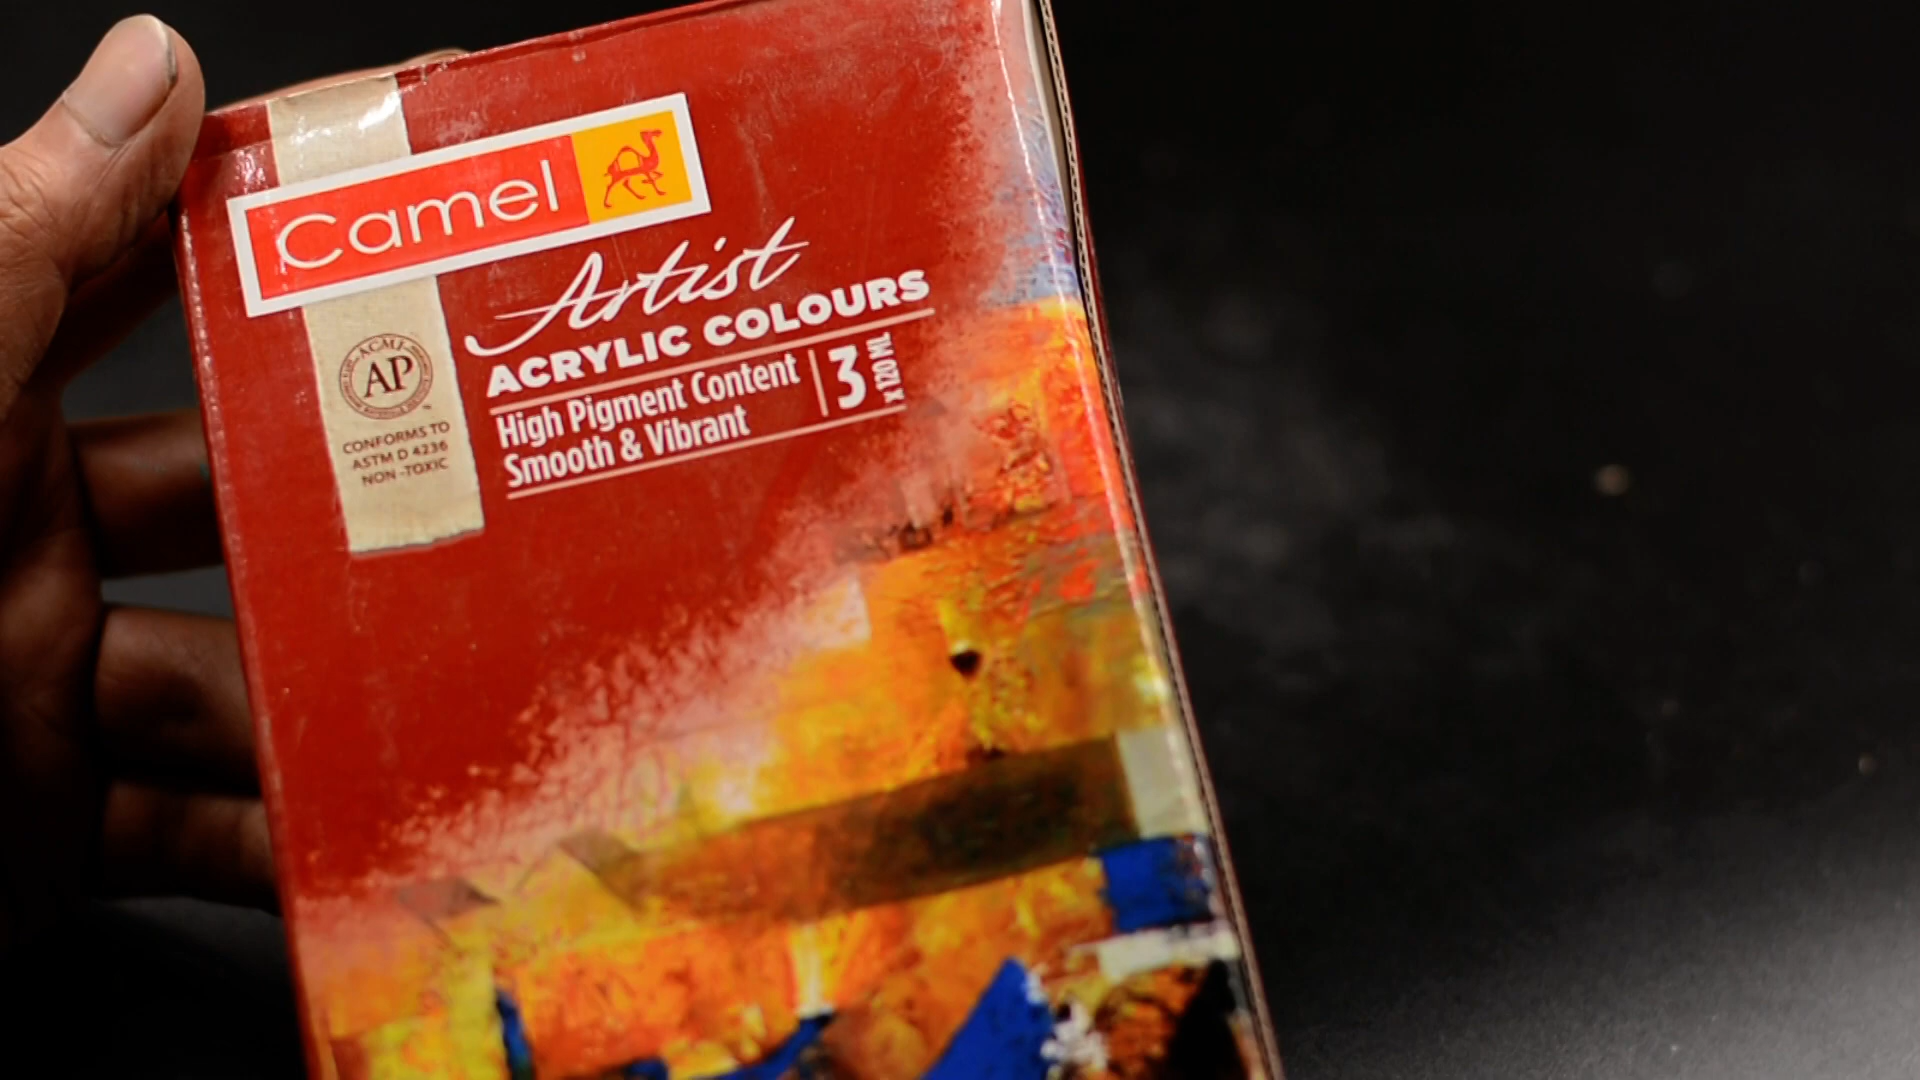 Camel
Artist
ACRYLIC COLOURS
High Pigment Content
Smooth & Vibrant
3
x 120 ML
ACMI
AP
CONFORMS TO
ASTM D 4236
NON -TOXIC